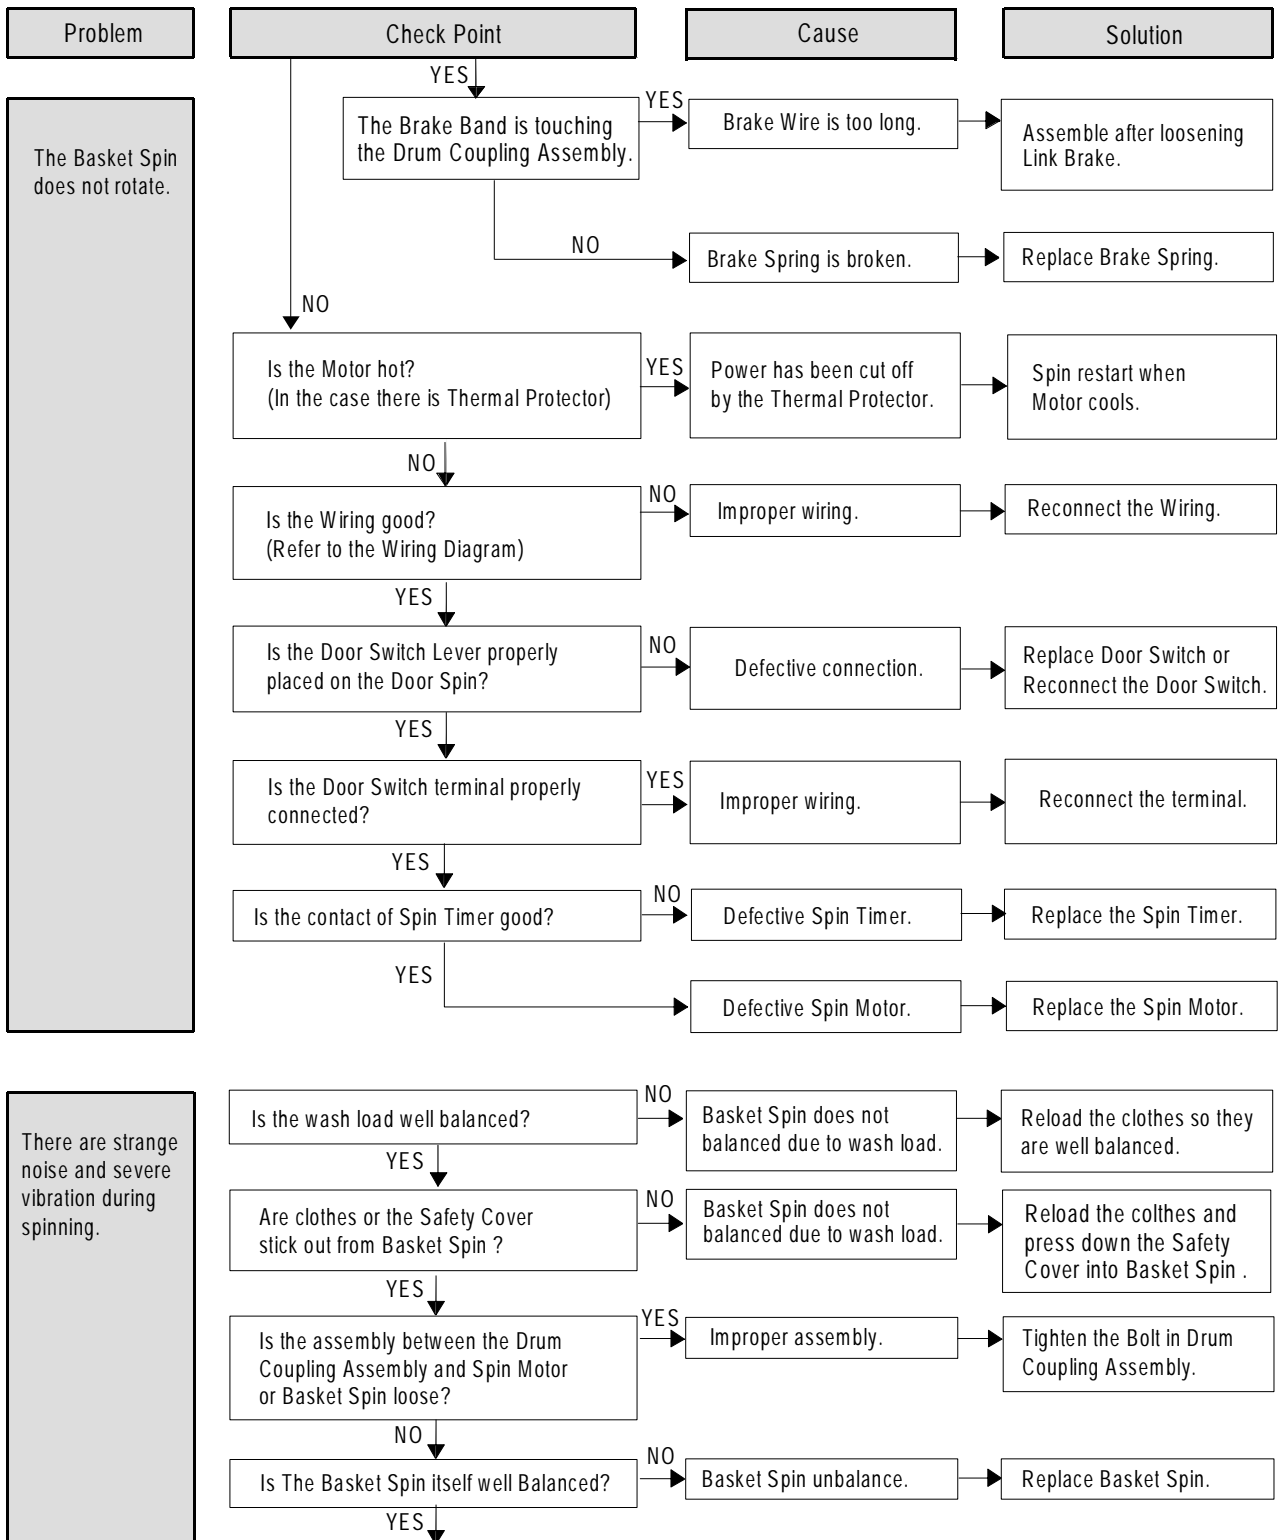 Problem
Check Point
Cause
Solution
The Basket Spin
does not rotate.
YES
The Brake Band is touching
the Drum Coupling Assembly.
YES
Brake Wire is too long.
Assemble after loosening
Link Brake.
NO
Brake Spring is broken.
Replace Brake Spring.
NO
Is the Motor hot?
(In the case there is Thermal Protector)
YES
Power has been cut off
by the Thermal Protector.
Spin restart when
Motor cools.
NO
Is the Wiring good?
(Refer to the Wiring Diagram)
NO
Improper wiring.
Reconnect the Wiring.
YES
Is the Door Switch Lever properly
placed on the Door Spin?
NO
Defective connection.
Replace Door Switch or
Reconnect the Door Switch.
YES
Is the Door Switch terminal properly
connected?
YES
Improper wiring.
Reconnect the terminal.
YES
Is the contact of Spin Timer good?
NO
Defective Spin Timer.
Replace the Spin Timer.
YES
Defective Spin Motor.
Replace the Spin Motor.
There are strange
noise and severe
vibration during
spinning.
Is the wash load well balanced?
NO
Basket Spin does not
balanced due to wash load.
Reload the clothes so they
are well balanced.
YES
Are clothes or the Safety Cover
stick out from Basket Spin ?
NO
Basket Spin does not
balanced due to wash load.
Reload the colthes and
press down the Safety
Cover into Basket Spin .
YES
Is the assembly between the Drum
Coupling Assembly and Spin Motor
or Basket Spin loose?
YES
Improper assembly.
Tighten the Bolt in Drum
Coupling Assembly.
NO
Is The Basket Spin itself well Balanced?
NO
Basket Spin unbalance.
Replace Basket Spin.
YES